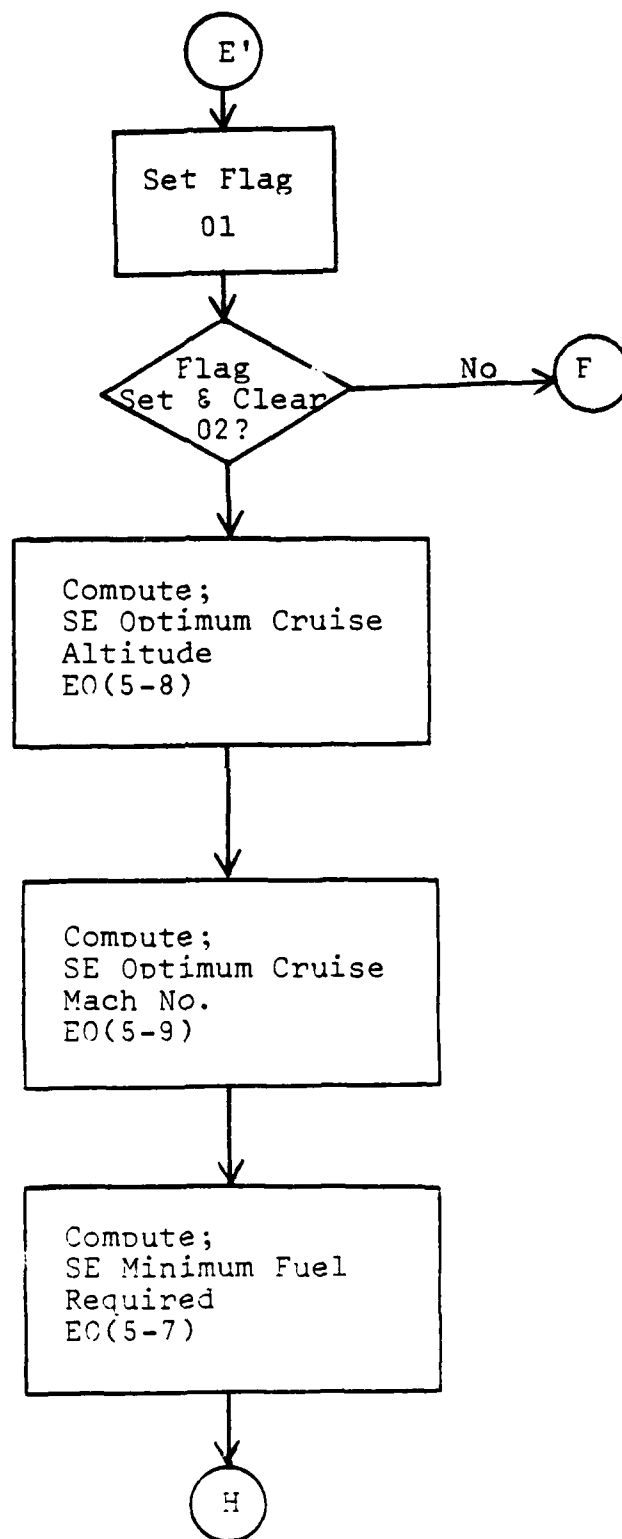 E'
Set Flag
01
Flag
Set & Clear
02?
No
F
Compute;
SE Optimum Cruise
Altitude
EQ(5-8)
Compute;
SE Optimum Cruise
Mach No.
EQ(5-9)
Compute;
SE Minimum Fuel
Required
EQ(5-7)
H